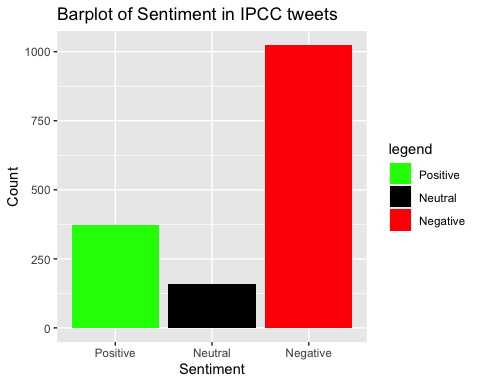 Barplot of Sentiment in IPCC tweets
Count
1000
750
500
250
0
Positive
Neutral
Negative
Sentiment
legend
Positive
Neutral
Negative